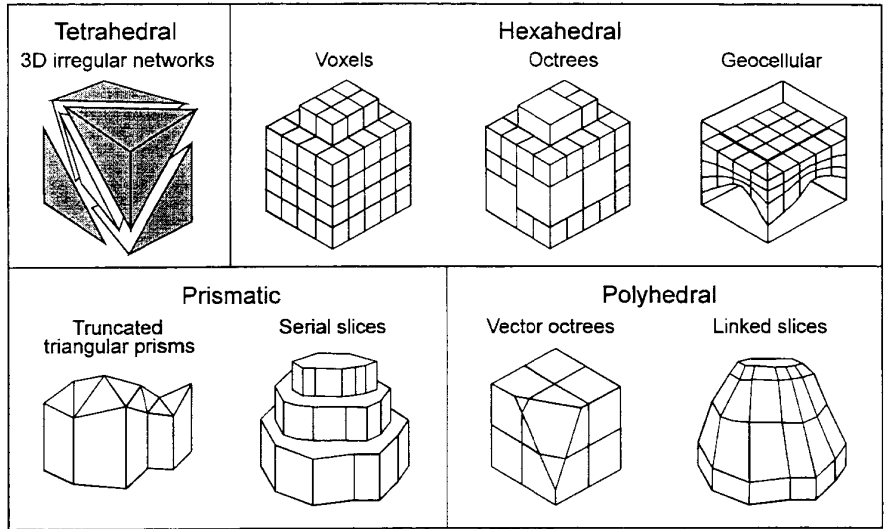 Tetrahedral
3D irregular networks
Hexahedral
Voxels
Octrees
Geocellular
Prismatic
Truncated
triangular prisms
Serial slices
Polyhedral
Vector octrees
Linked slices